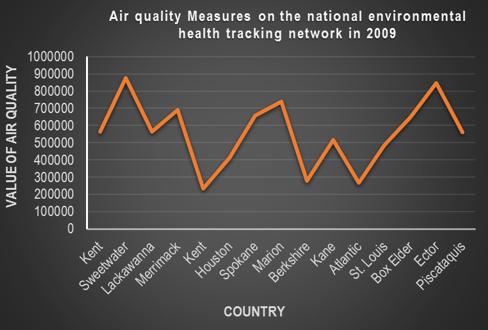 Air quality Measures on the national environmental
health tracking network in 2009
VALUE OF AIR QUALITY
1000000
900000
800000
700000
600000
500000
400000
300000
200000
100000
0
Kent
Sweetwater
Lackawanna
Merrimack
Kent
Houston
Spokane
Marion
Berkshire
Kane
Atlantic
St. Louis
Box Elder
Ector
Piscataquis
COUNTRY